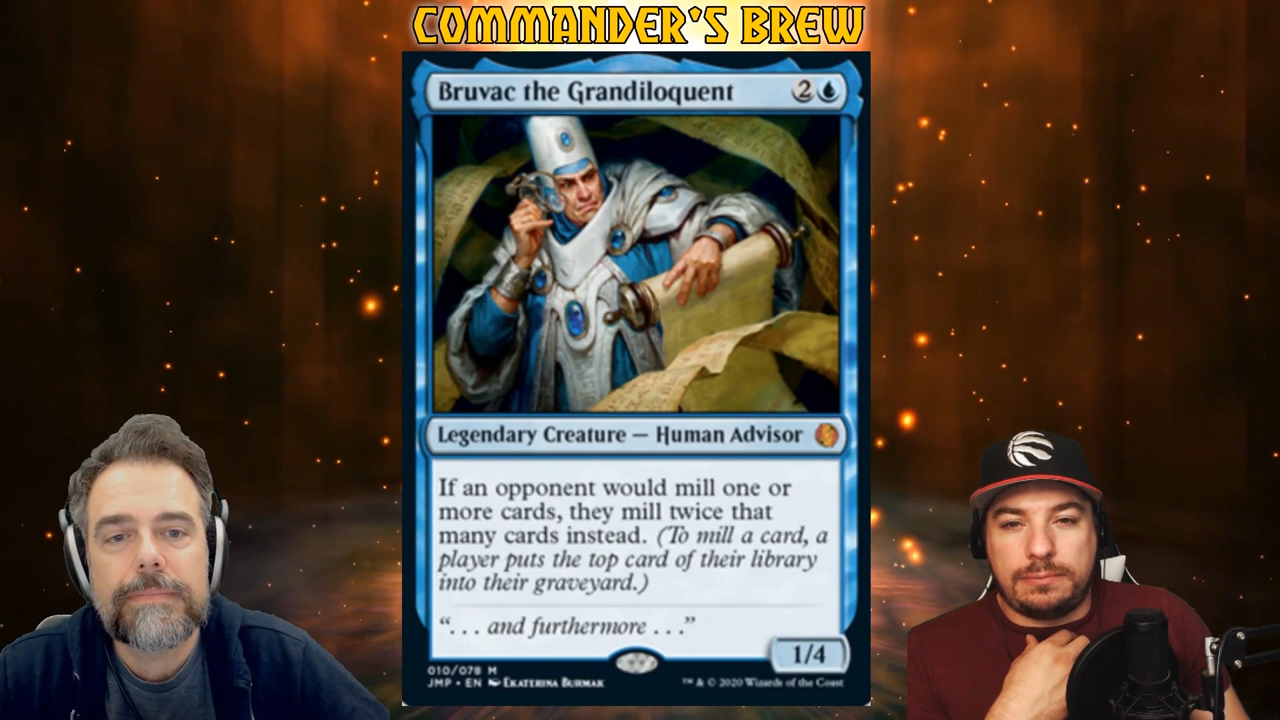 COMMANDER'S BREW
Bruvac the Grandiloquent 2
Legendary Creature — Human Advisor
If an opponent would mill one or
more cards, they mill twice that
many cards instead. (To mill a card, a
player puts the top card of their library
into their graveyard.)
“. . . and furthermore . . .”
1/4
010/078 M
JMP • EN EKATERINA BURMAK
™ & © 2020 Wizards of the Coast